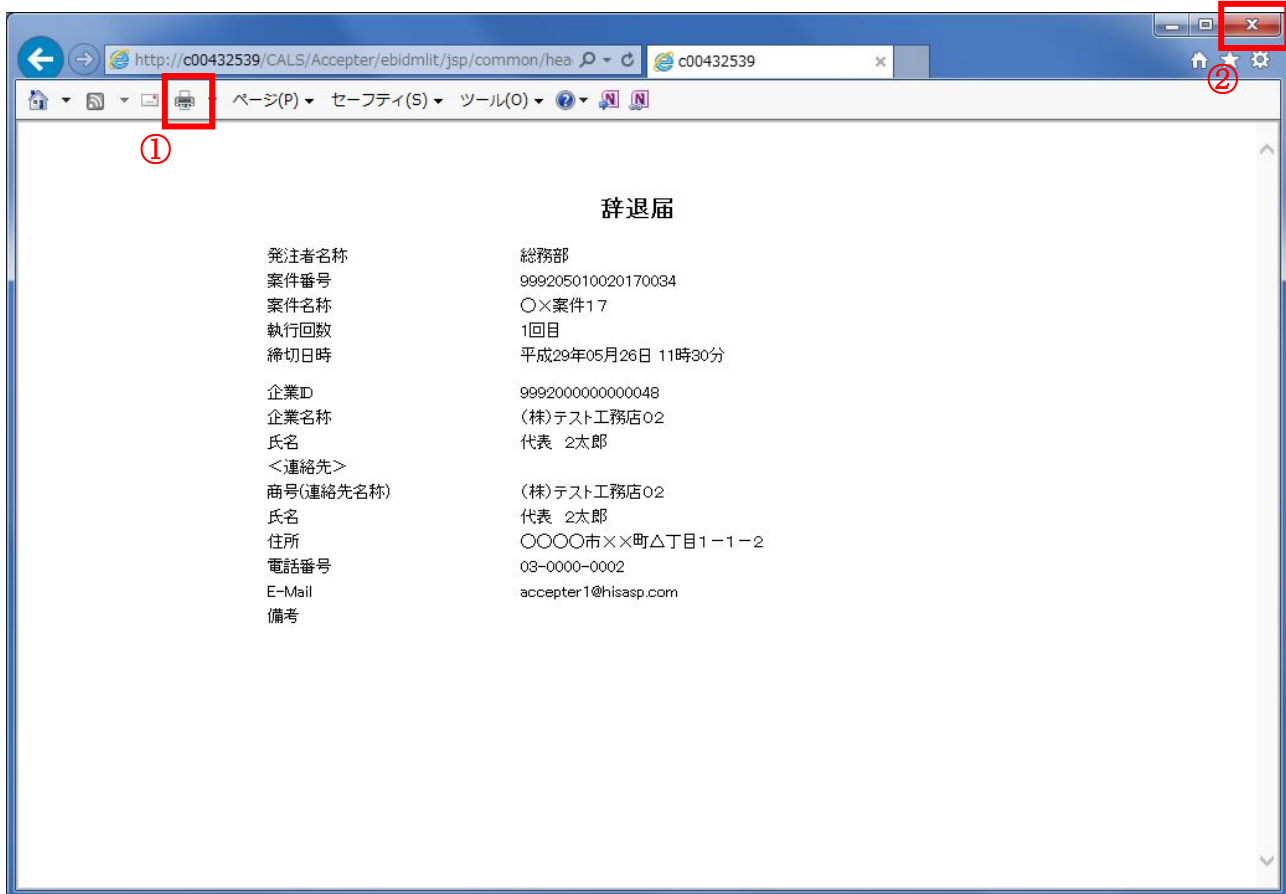 http://c00432539/CALS/Accepter/ebidmlit/jsp/common/hea c00432539
②
ページ(P) セーフティ(S) ツール(O)
①
辞退届
発注者名称 総務部
案件番号 999205010020170034
案件名称 〇×案件17
執行回数 1回目
締切日時 平成29年05月26日 11時30分
企業ID 9992000000000048
企業名称 (株)テスト工務店02
氏名 代表 2太郎
<連絡先>
商号(連絡先名称) (株)テスト工務店02
氏名 代表 2太郎
住所 〇〇〇〇市××町△丁目1-1-2
電話番号 03-0000-0002
E-Mail accepter1@hisasp.com
備考